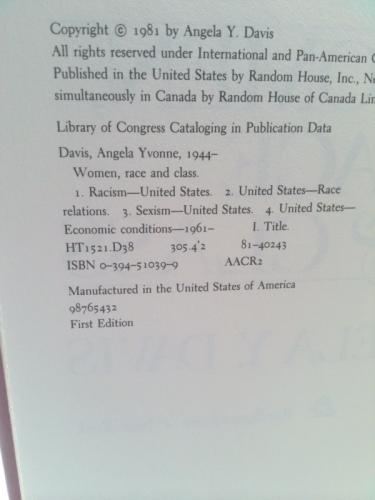 Copyright © 1981 by Angela Y. Davis
All rights reserved under International and Pan-American
Published in the United States by Random House, Inc.,
simultaneously in Canada by Random House of Canada
Library of Congress Cataloging in Publication Data
Davis, Angela Yvonne, 1944–
Women, race and class.
1. Racism—United States. 2. United States—Race
relations. 3. Sexism—United States. 4. United States—
Economic conditions—1961– I. Title.
HT1521.D38 305.4'2 81-40243
ISBN 0-394-51039-9 AACR2
Manufactured in the United States of America
98765432
First Edition